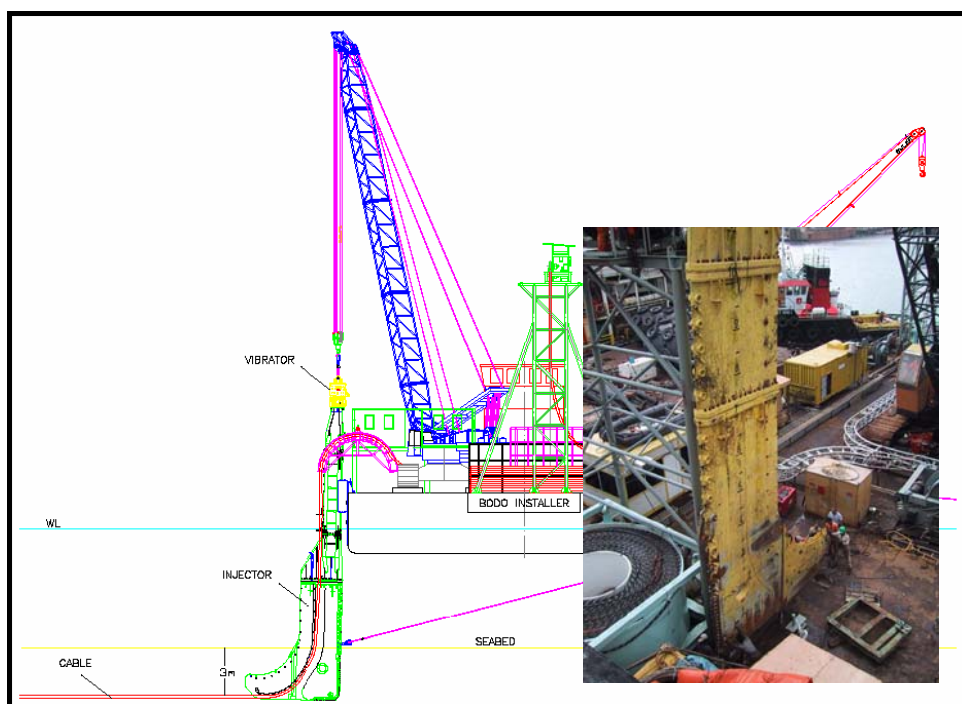 VIBRATOR
BODO INSTALLER
WL
INJECTOR
SEABED
CABLE
3m